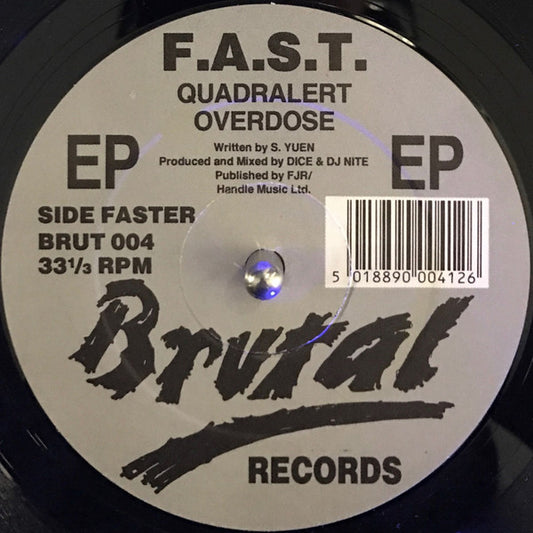 F.A.S.T.
QUADRALERT
OVERDOSE
EP
EP
Written by S. YUEN
Produced and Mixed by DICE & DJ NITE
Published by FJR/
Handle Music Ltd.
SIDE FASTER
BRUT 004
33⅓ RPM
5 018890 004126
Brutal
RECORDS